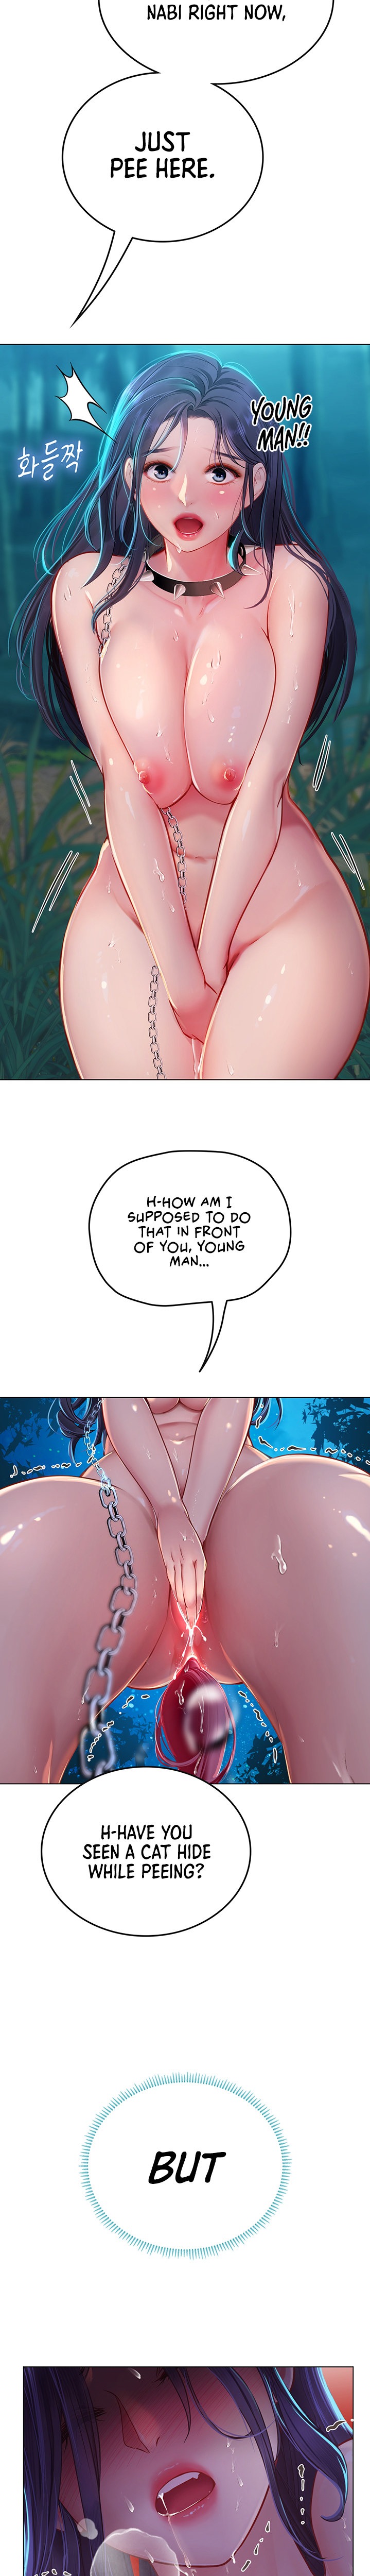 NABI RIGHT NOW,
JUST
PEE HERE.
YOUNG
MAN!!
화들짝
H-HOW AM I
SUPPOSED TO DO
THAT IN FRONT
OF YOU, YOUNG
MAN...
H-HAVE YOU
SEEN A CAT HIDE
WHILE PEEING?
BUT